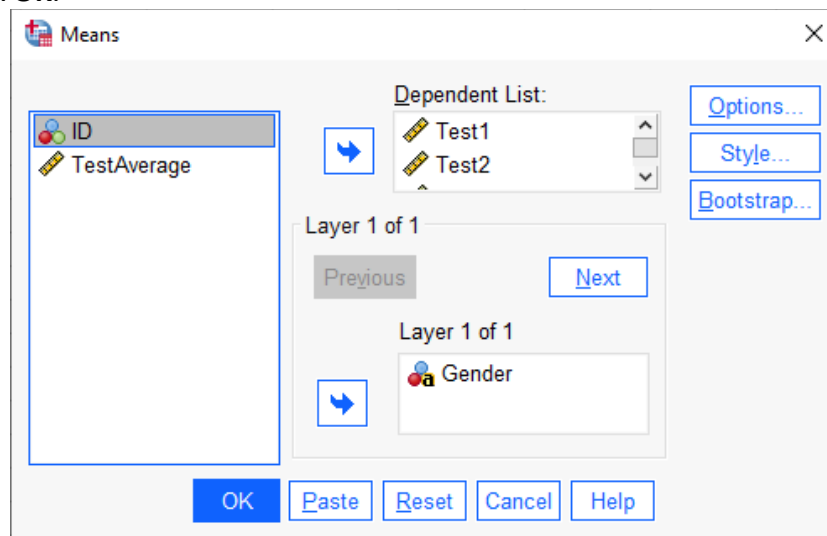 Means
Dependent List:
ID
TestAverage
Test1
Test2
Options...
Style...
Bootstrap...
Layer 1 of 1
Previous
Next
Layer 1 of 1
a Gender
OK
Paste
Reset
Cancel
Help